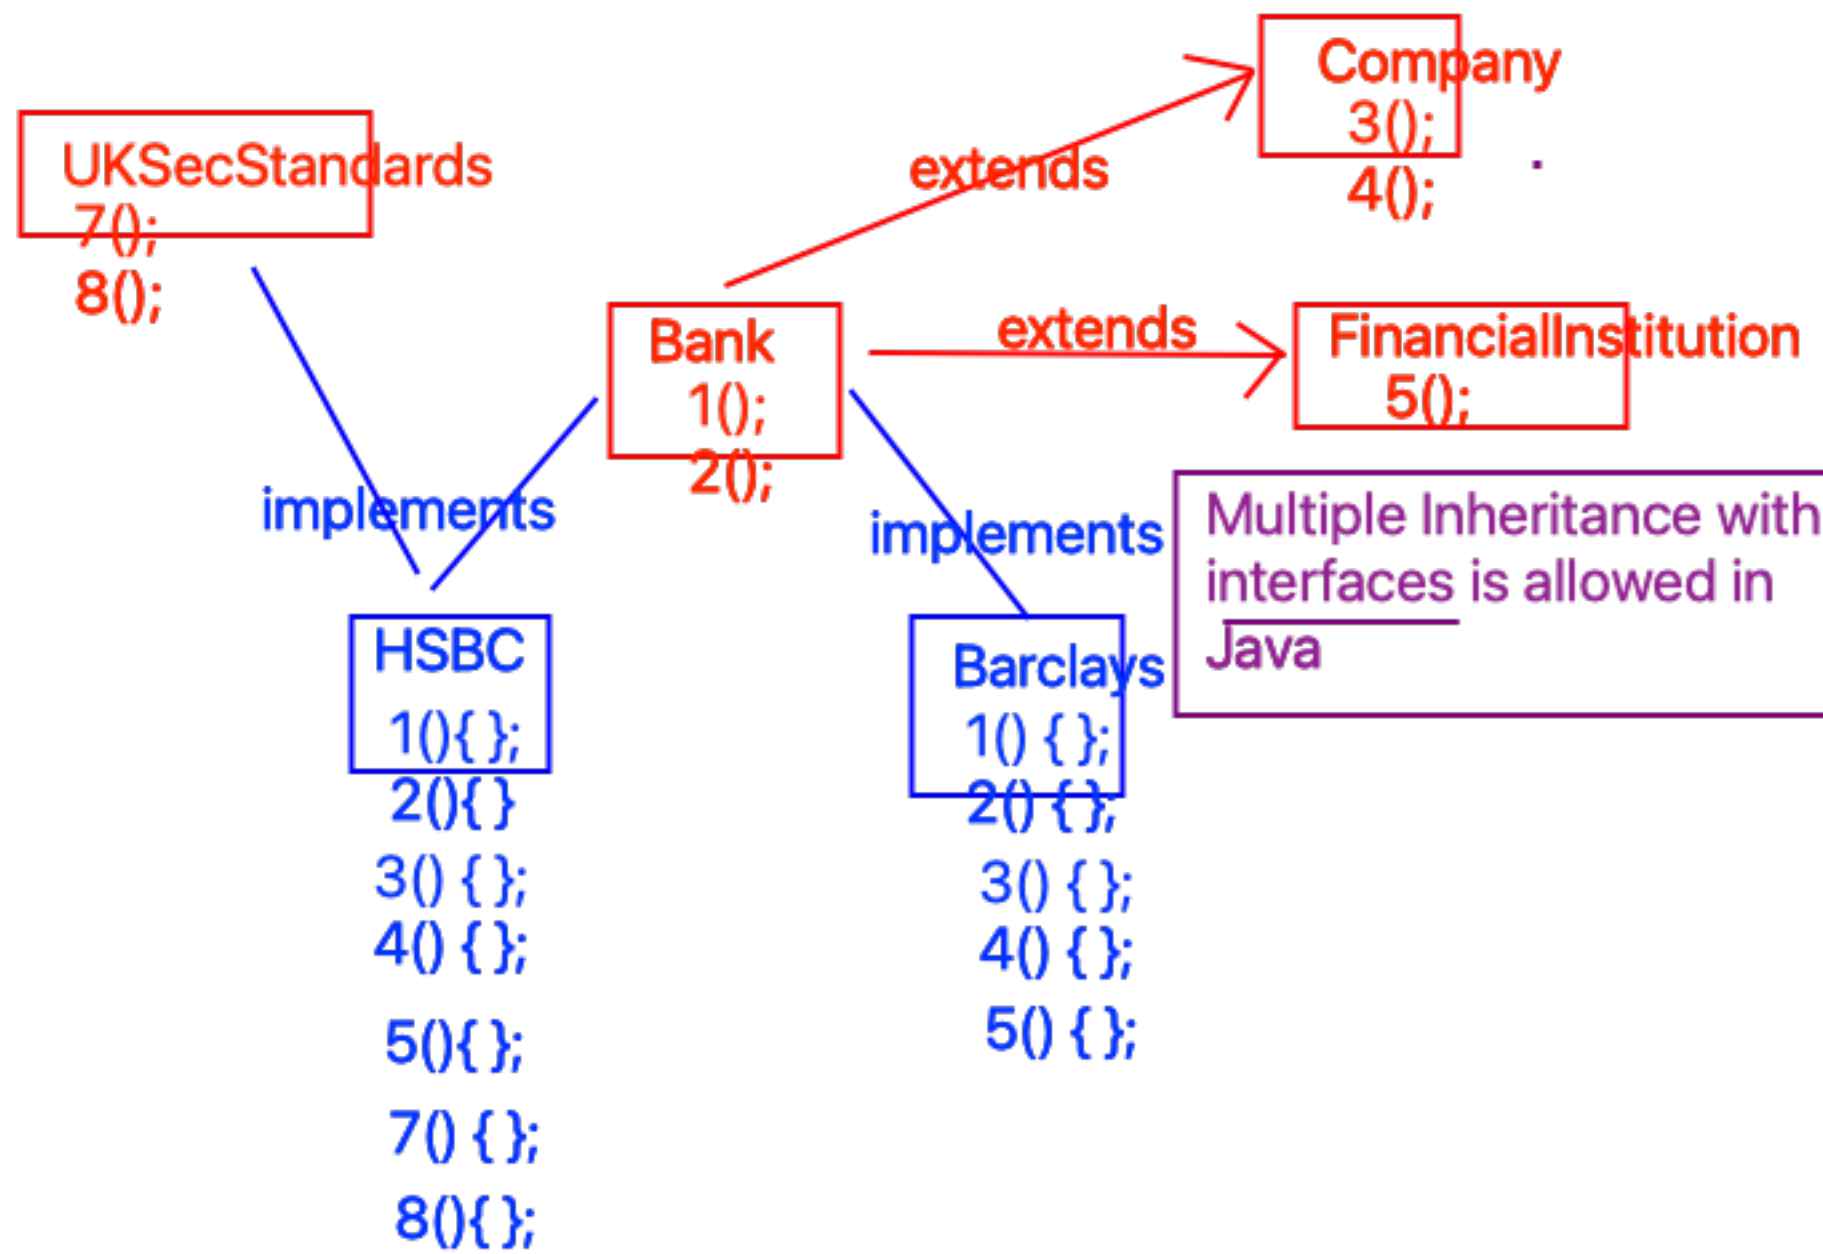 Company
3();
4();
UKSecStandards
7();
8();
extends
Bank
1();
2();
extends
FinancialInstitution
5();
implements
implements
Multiple Inheritance with
interfaces is allowed in
Java
HSBC
1(){ };
2(){ }
3() { };
4() { };
5(){ };
7() { };
8(){ };
Barclays
1() { };
2() { };
3() { };
4() { };
5() { };